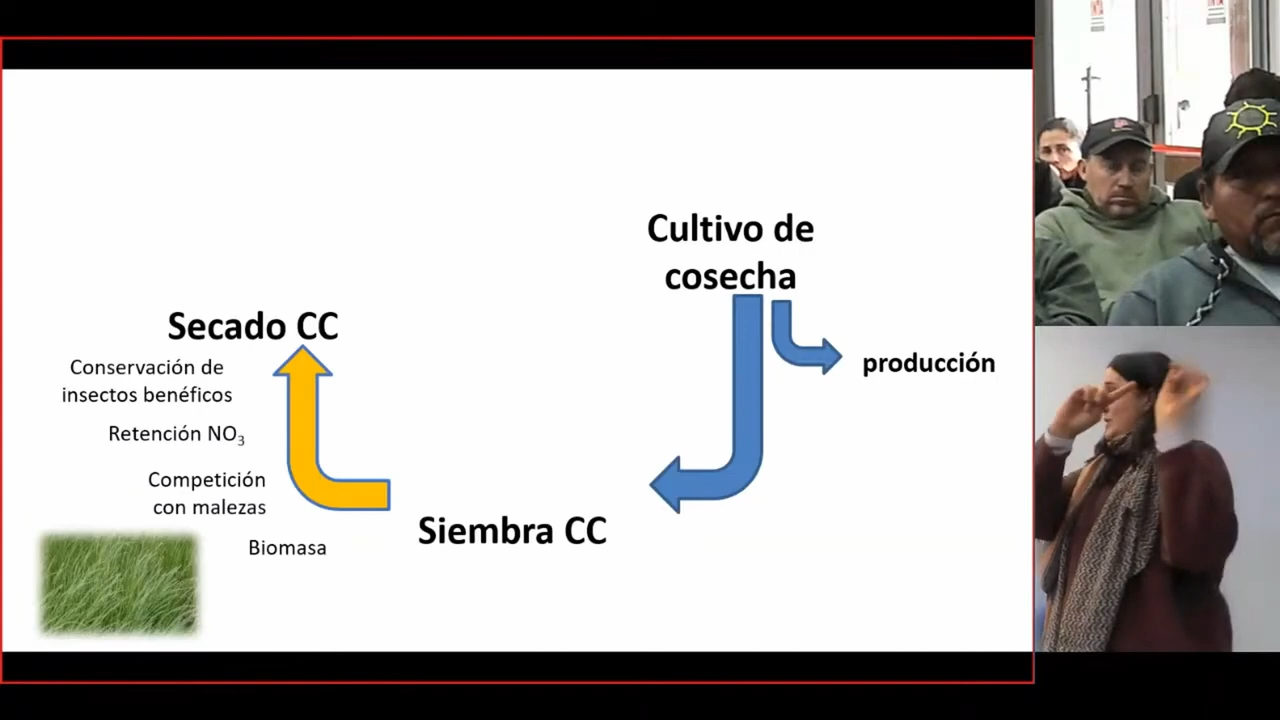 Cultivo de
cosecha
producción
Siembra CC
Secado CC
Conservación de
insectos benéficos
Retención NO₃
Competición
con malezas
Biomasa